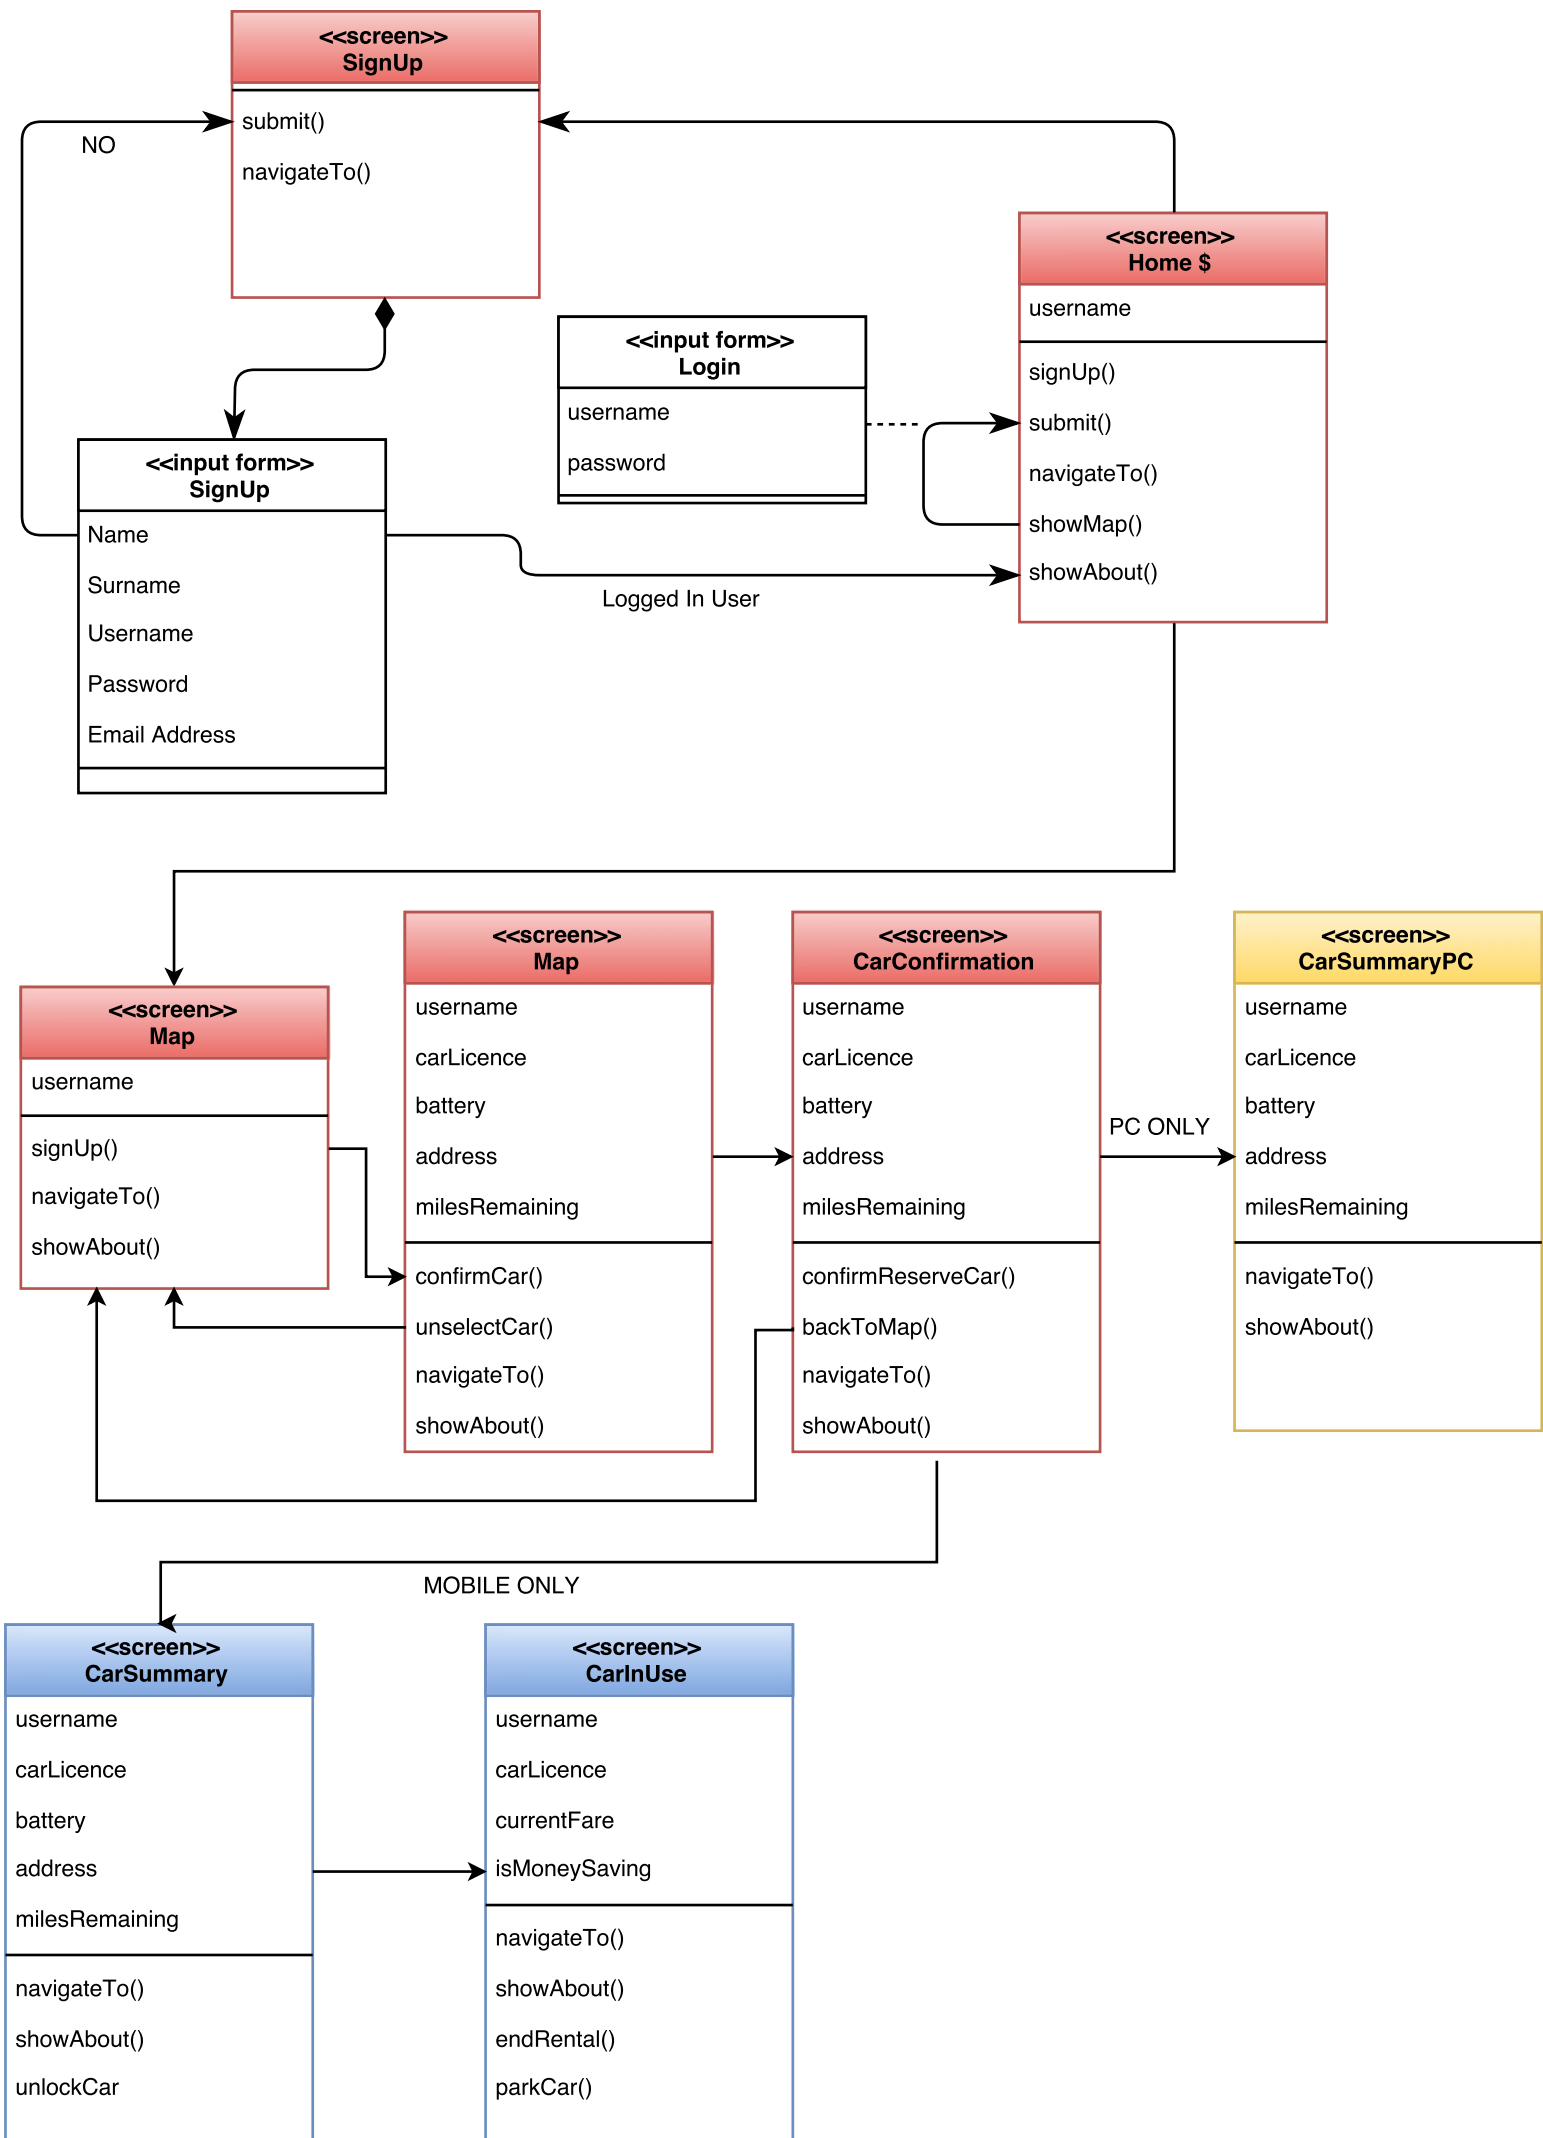 <<screen>>
SignUp
submit()
navigateTo()
NO
<<screen>>
Home $
username
signUp()
submit()
navigateTo()
showMap()
showAbout()
<<input form>>
Login
username
password
<<input form>>
SignUp
Name
Surname
Username
Password
Email Address
Logged In User
<<screen>>
Map
username
signUp()
navigateTo()
showAbout()
<<screen>>
Map
username
carLicence
battery
address
milesRemaining
confirmCar()
unselectCar()
navigateTo()
showAbout()
<<screen>>
CarConfirmation
username
carLicence
battery
address
milesRemaining
confirmReserveCar()
backToMap()
navigateTo()
showAbout()
PC ONLY
<<screen>>
CarSummaryPC
username
carLicence
battery
address
milesRemaining
navigateTo()
showAbout()
MOBILE ONLY
<<screen>>
CarSummary
username
carLicence
battery
address
milesRemaining
navigateTo()
showAbout()
unlockCar
<<screen>>
CarInUse
username
carLicence
currentFare
isMoneySaving
navigateTo()
showAbout()
endRental()
parkCar()